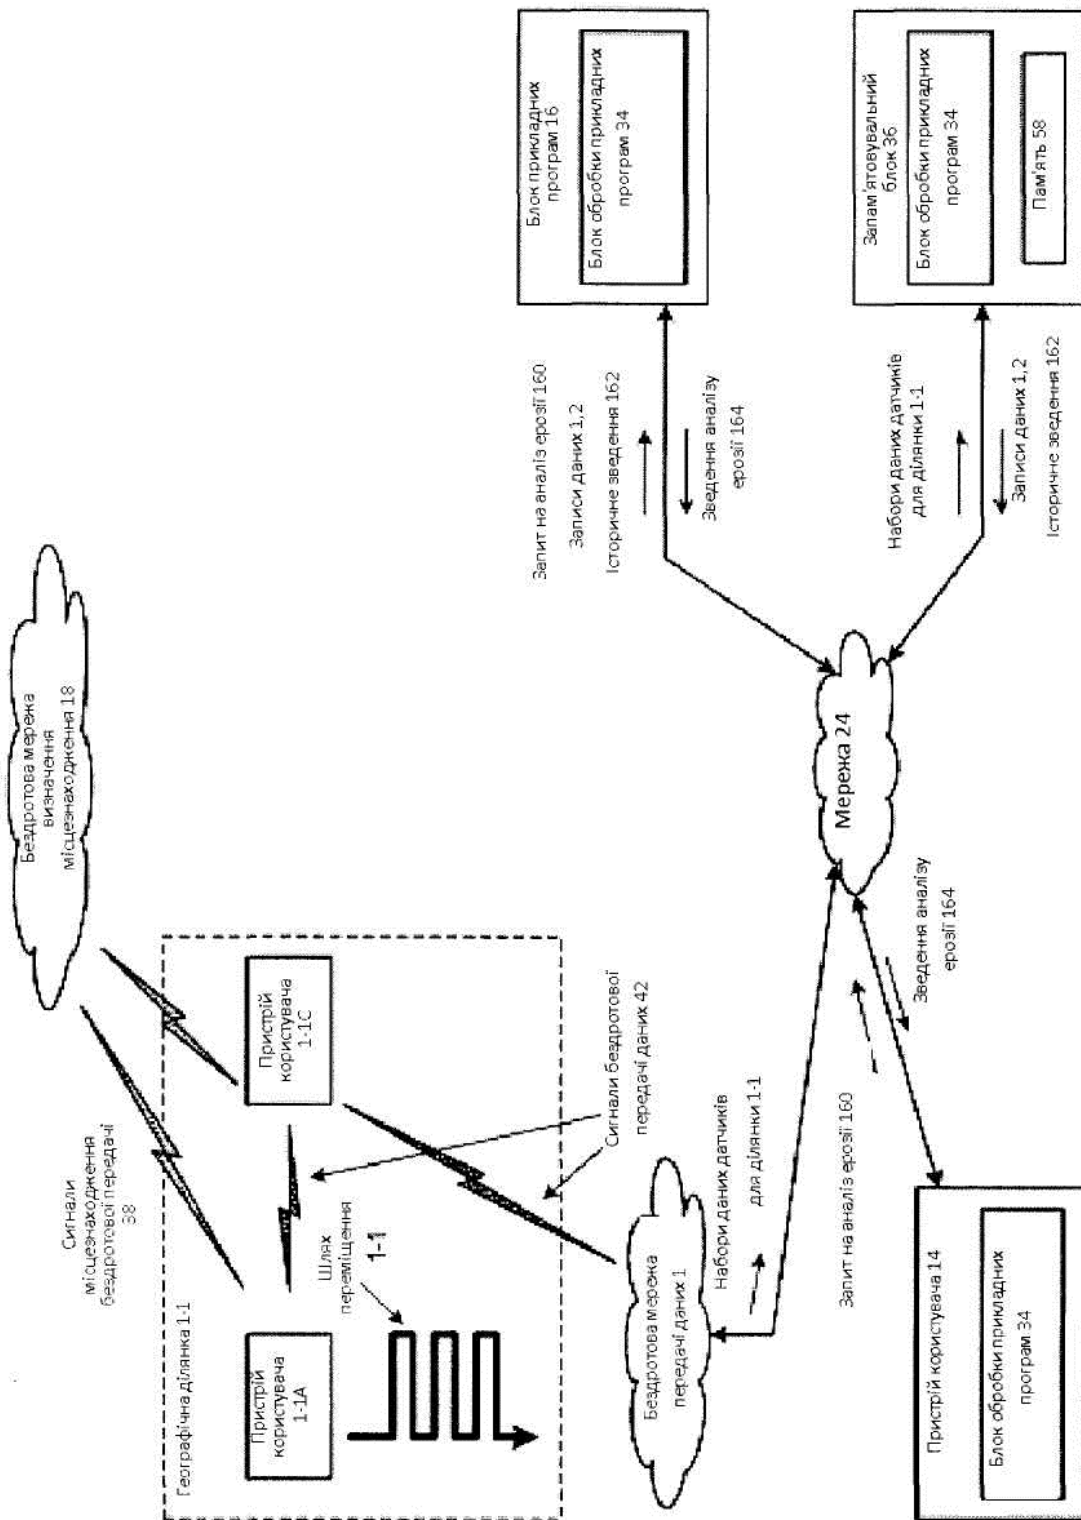 Бездротова мережа
визначення
місцезнаходження 18
Сигнали
місцезнаходження
бездротової передачі
38
Географічна ділянка 1-1
Пристрій
користувача
1-1A
Пристрій
користувача
1-1C
Шлях
переміщення
1-1
Сигнали бездротової
передачі даних 42
Бездротова мережа
передачі даних 1
Набори даних датчиків
для ділянки 1-1
Мережа 24
Запит на аналіз ерозії 160
Записи даних 1,2
Історичне зведення 162
Зведення аналізу
ерозії 164
Блок прикладних
програм 16
Блок обробки прикладних
програм 34
Набори даних датчиків
для ділянки 1-1
Записи даних 1,2
Історичне зведення 162
Запам'ятовувальний
блок 36
Блок обробки прикладних
програм 34
Пам'ять 58
Запит на аналіз ерозії 160
Зведення аналізу
ерозії 164
Пристрій користувача 14
Блок обробки прикладних
програм 34